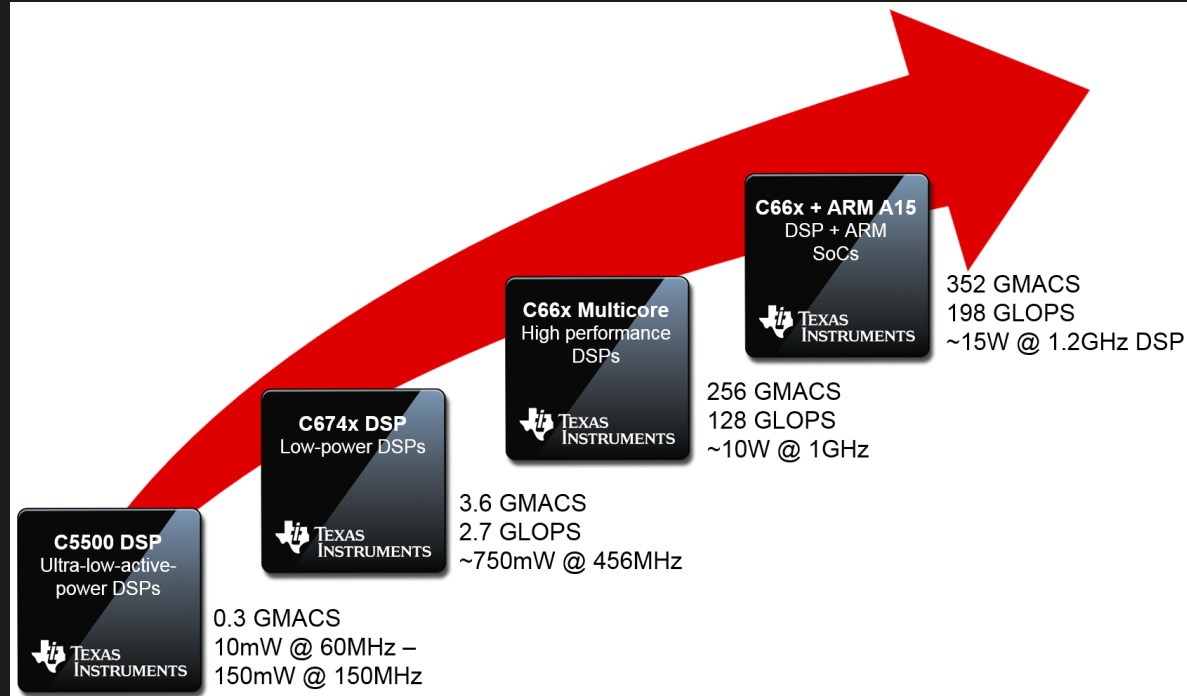 C66x + ARM A15
DSP + ARM
SoCs
TEXAS
INSTRUMENTS
352 GMACS
198 GLOPS
~15W @ 1.2GHz DSP
C66x Multicore
High performance
DSPs
TEXAS
INSTRUMENTS
256 GMACS
128 GLOPS
~10W @ 1GHz
C674x DSP
Low-power DSPs
TEXAS
INSTRUMENTS
3.6 GMACS
2.7 GLOPS
~750mW @ 456MHz
C5500 DSP
Ultra-low-active-
power DSPs
TEXAS
INSTRUMENTS
0.3 GMACS
10mW @ 60MHz –
150mW @ 150MHz